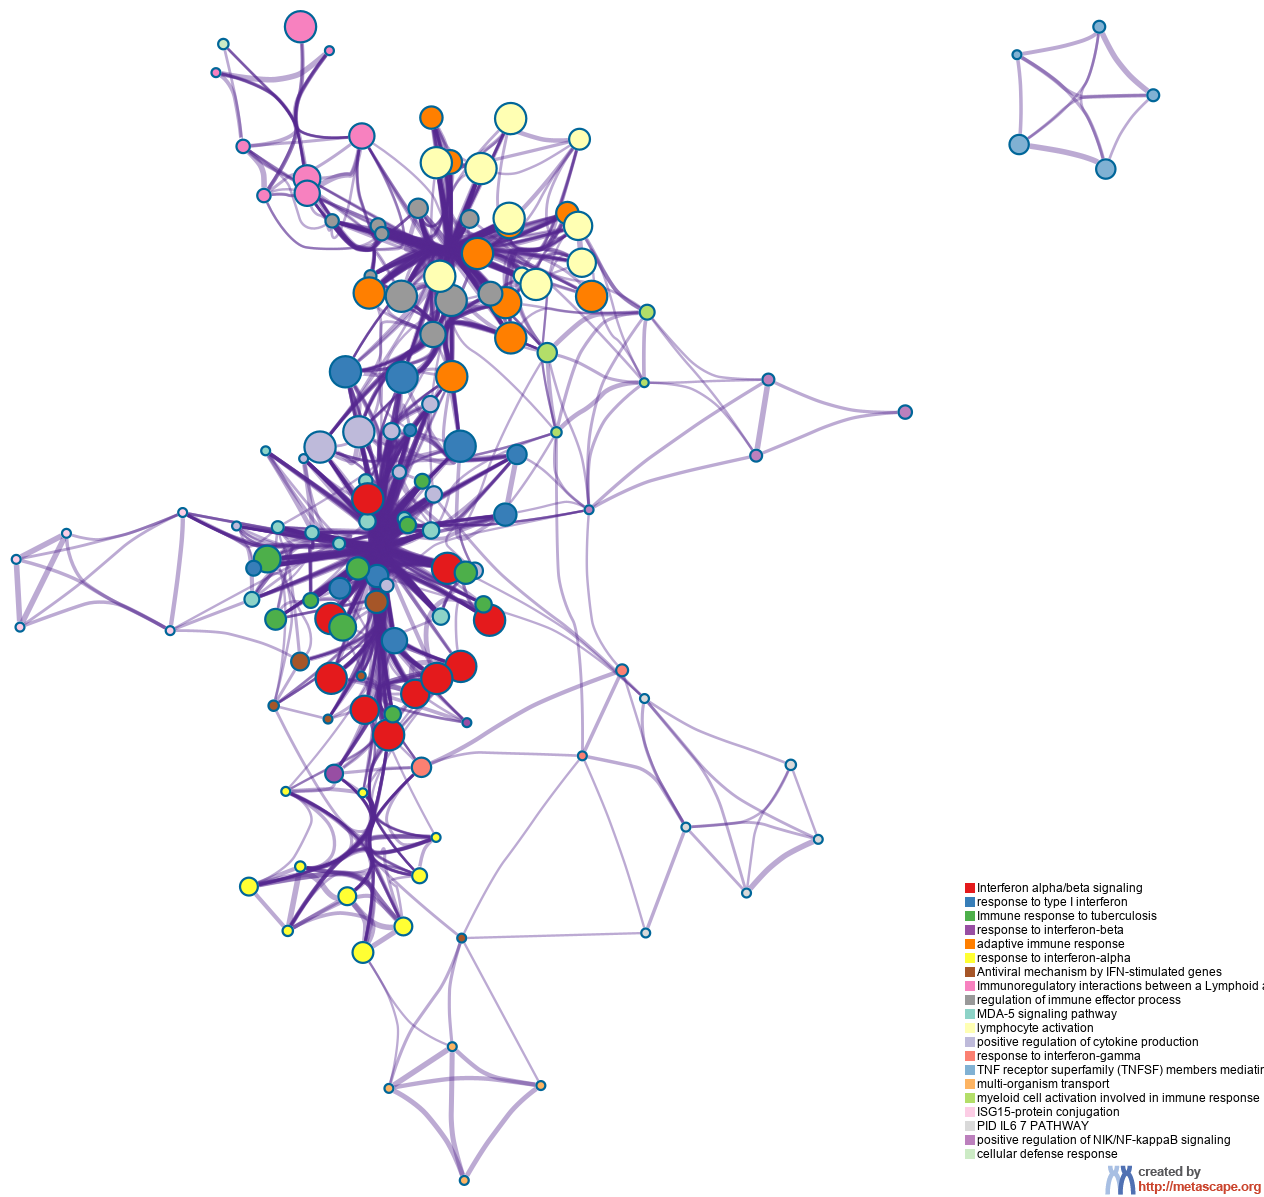 Interferon alpha/beta signaling
response to type I interferon
Immune response to tuberculosis
response to interferon-beta
adaptive immune response
response to interferon-alpha
Antiviral mechanism by IFN-stimulated genes
Immunoregulatory interactions between a Lymphoid
regulation of immune effector process
MDA-5 signaling pathway
lymphocyte activation
positive regulation of cytokine production
response to interferon-gamma
TNF receptor superfamily (TNFSF) members
multi-organism transport
myeloid cell activation involved in immune response
ISG15-protein conjugation
PID IL6 7 PATHWAY
positive regulation of NIK/NF-kappaB signaling
cellular defense response
created by
http://metascape.org